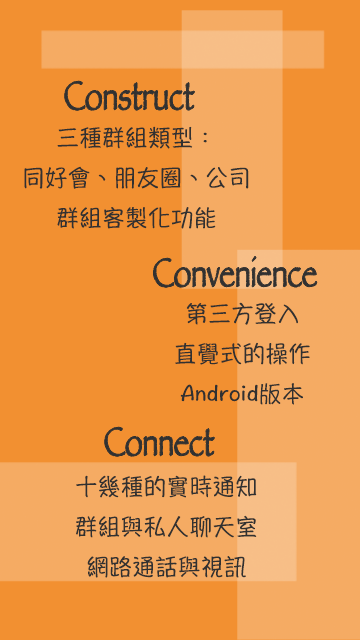 Construct
三種群組類型：
同好會、朋友圈、公司
群組客製化功能
Convenience
第三方登入
直覺式的操作
Android版本
Connect
十幾種的實時通知
群組與私人聊天室
網路通話與視訊